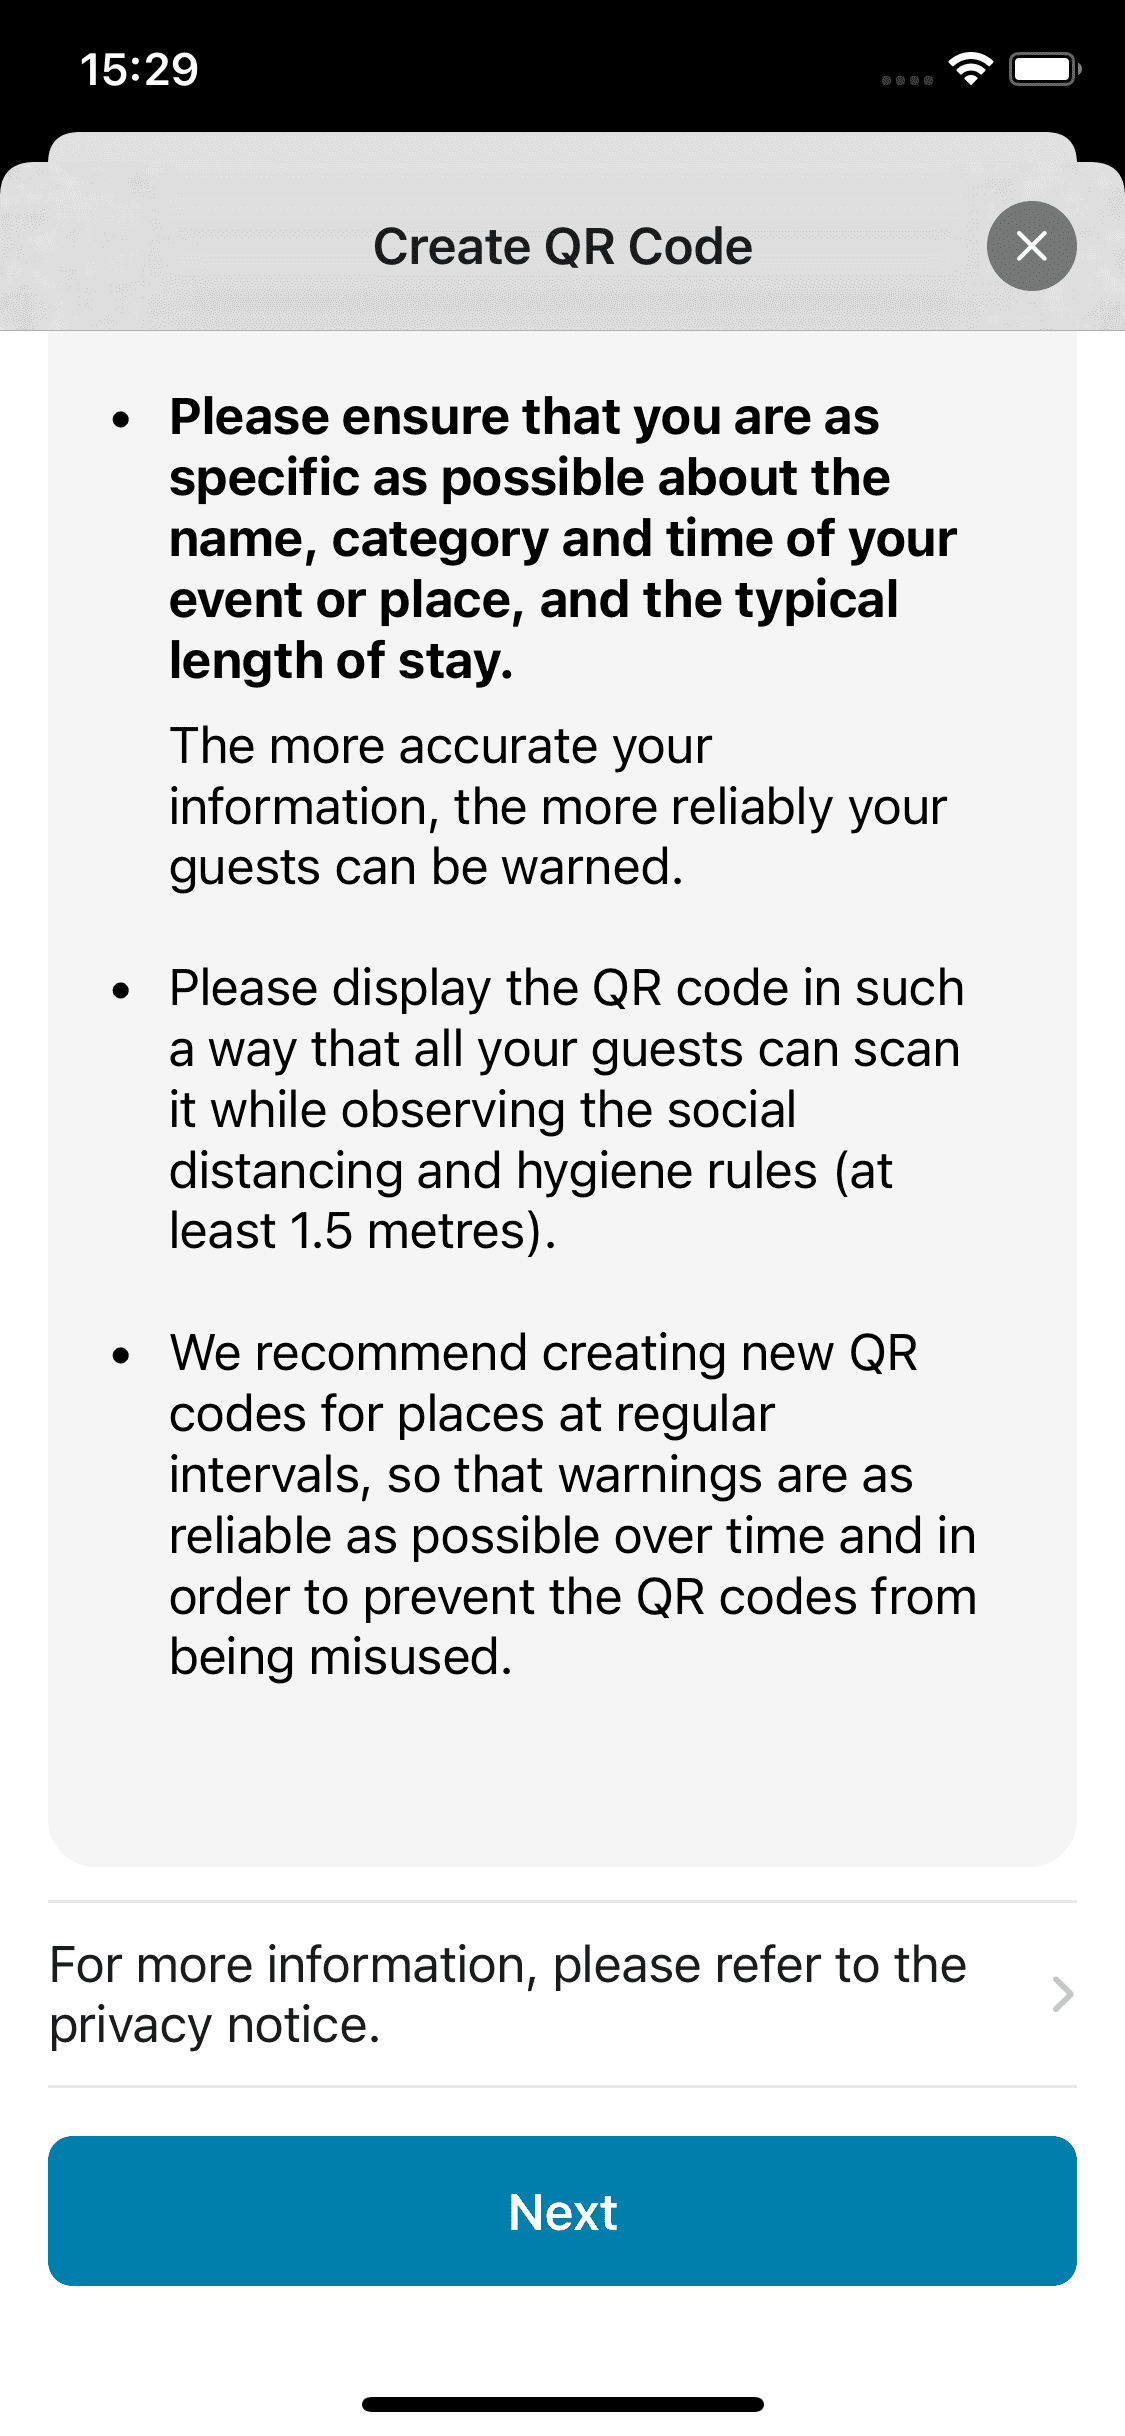 15:29
Create QR Code
• Please ensure that you are as
specific as possible about the
name, category and time of your
event or place, and the typical
length of stay.
The more accurate your
information, the more reliably your
guests can be warned.
• Please display the QR code in such
a way that all your guests can scan
it while observing the social
distancing and hygiene rules (at
least 1.5 metres).
• We recommend creating new QR
codes for places at regular
intervals, so that warnings are as
reliable as possible over time and in
order to prevent the QR codes from
being misused.
For more information, please refer to the
privacy notice.
Next